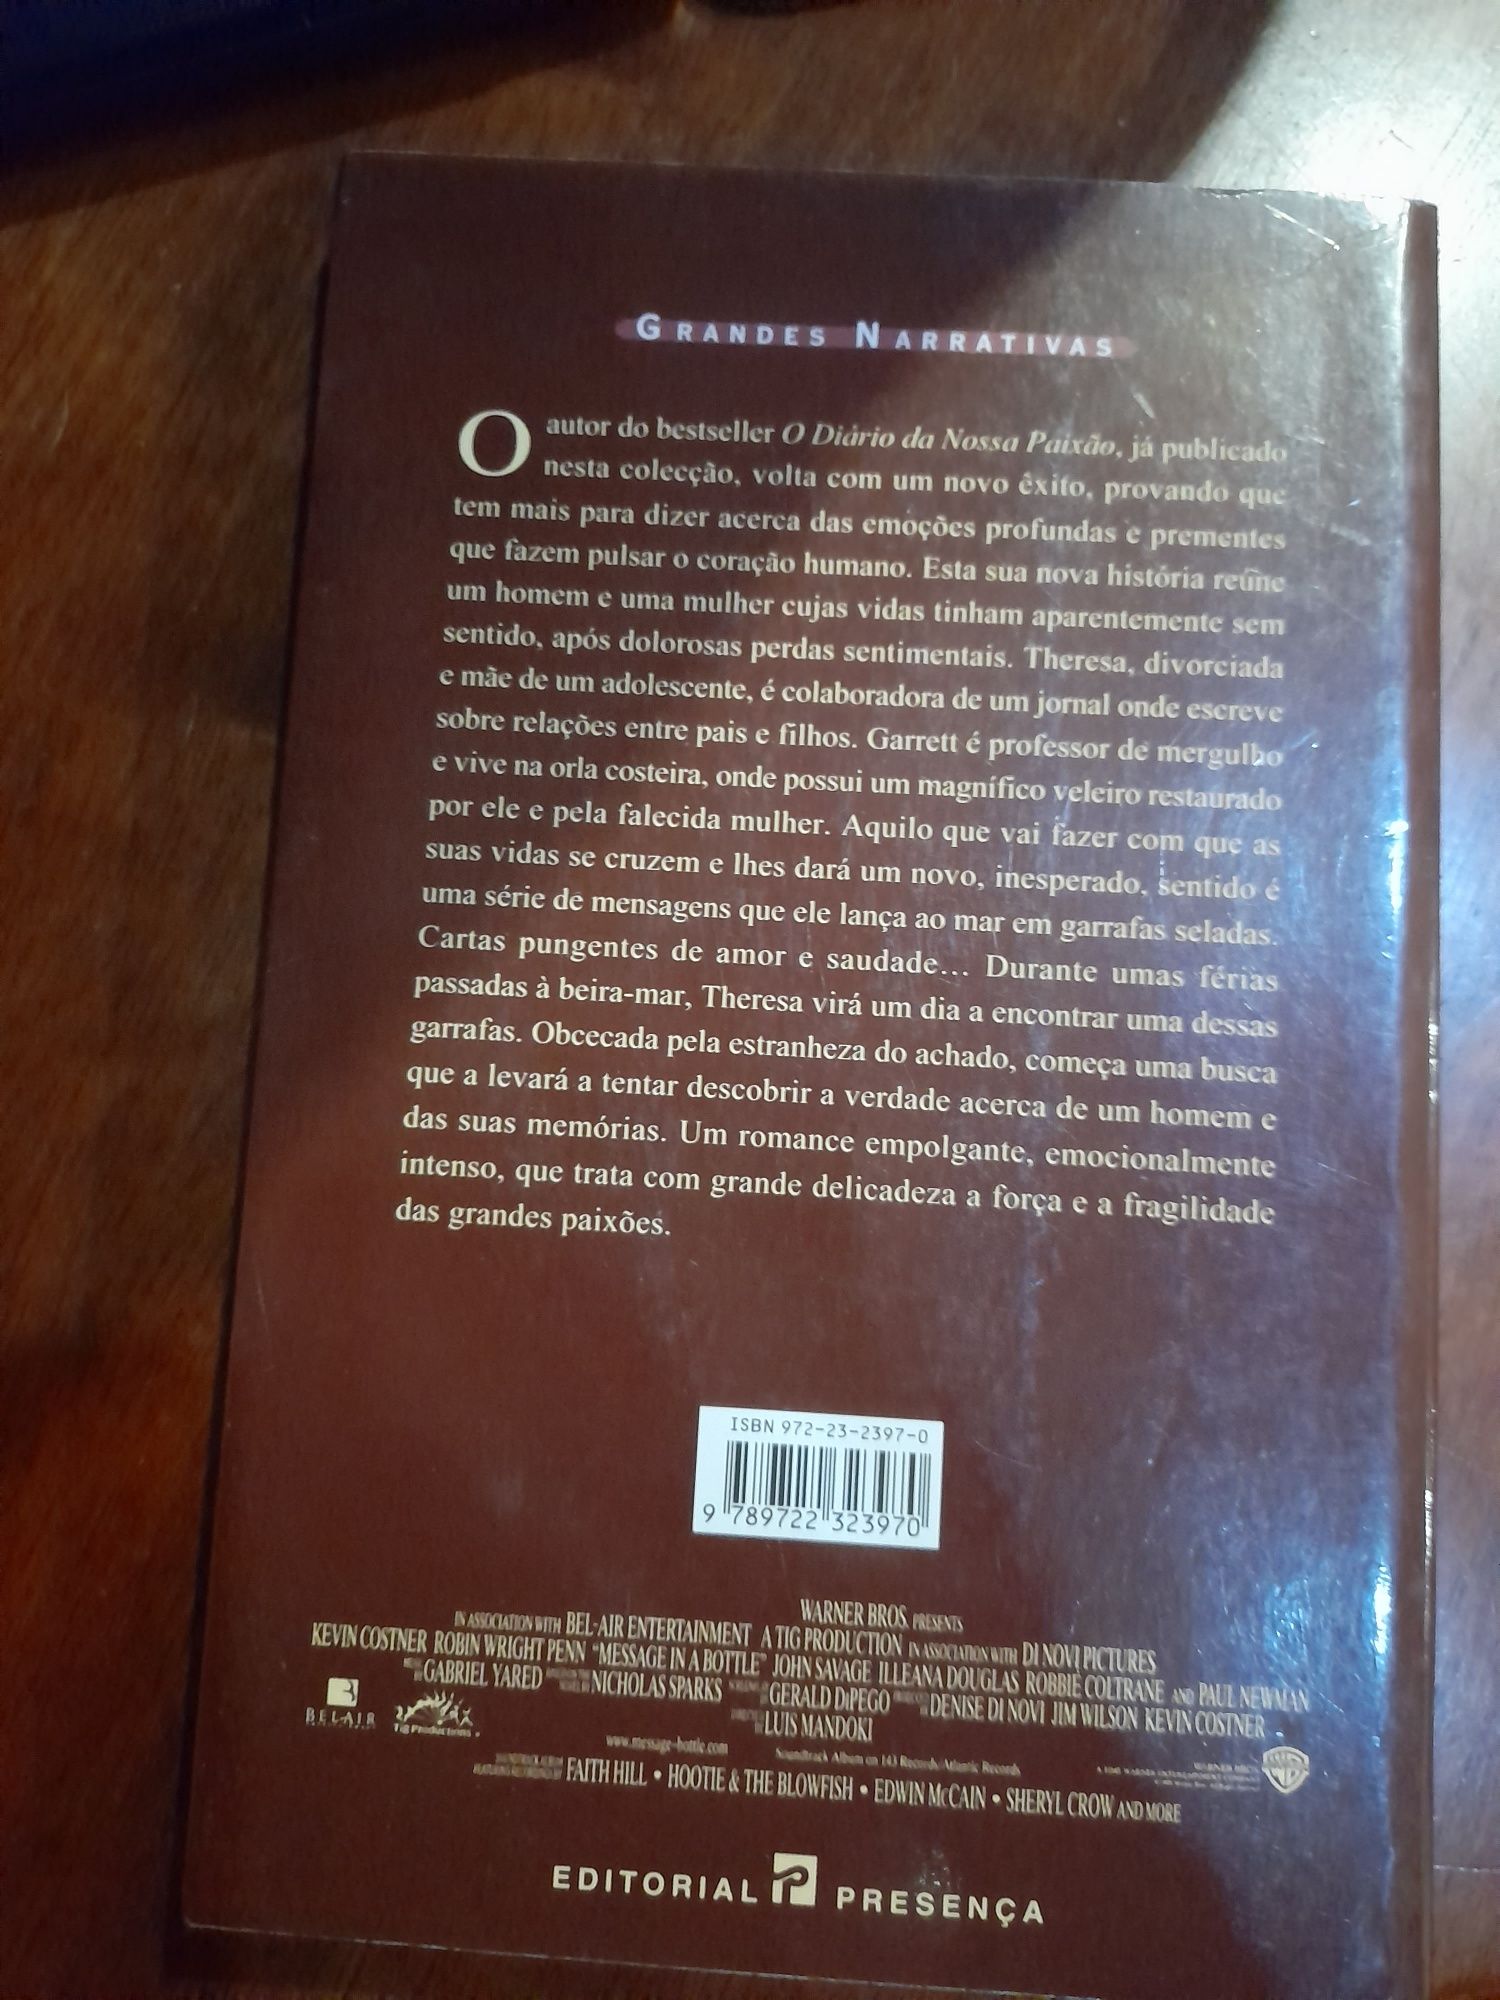 GRANDES NARRATIVAS
O autor do bestseller O Diário da Nossa Paixão, já publicado
nesta colecção, volta com um novo êxito, provando que
tem mais para dizer acerca das emoções profundas e prementes
que fazem pulsar o coração humano. Esta sua nova história reúne
um homem e uma mulher cujas vidas tinham aparentemente sem
sentido, após dolorosas perdas sentimentais. Theresa, divorciada
e mãe de um adolescente, é colaboradora de um jornal onde escreve
sobre relações entre pais e filhos. Garrett é professor de mergulho
e vive na orla costeira, onde possui um magnífico veleiro restaurado
por ele e pela falecida mulher. Aquilo que vai fazer com que as
suas vidas se cruzem e lhes dará um novo, inesperado, sentido é
uma série de mensagens que ele lança ao mar em garrafas seladas.
Cartas pungentes de amor e saudade... Durante umas férias
passadas à beira-mar, Theresa virá um dia a encontrar uma dessas
garrafas. Obcecada pela estranheza do achado, começa uma busca
que a levará a tentar descobrir a verdade acerca de um homem e
das suas memórias. Um romance empolgante, emocionalmente
intenso, que trata com grande delicadeza a força e a fragilidade
das grandes paixões.
ISBN 972-23-2397-0
9 789722 323970
WARNER BROS. PRESENTS
IN ASSOCIATION WITH BEL-AIR ENTERTAINMENT A TIG PRODUCTION IN ASSOCIATION WITH DI NOVI PICTURES
KEVIN COSTNER ROBIN WRIGHT PENN "MESSAGE IN A BOTTLE" JOHN SAVAGE ILLEANA DOUGLAS ROBBIE COLTRANE AND PAUL NEWMAN
GABRIEL YARED NICHOLAS SPARKS GERALD DiPEGO DENISE DI NOVI JIM WILSON KEVIN COSTNER
LUIS MANDOKI
BEL-AIR
TiG Productions
www.message-bottle.com
Soundtrack Album on 143 Records/Atlantic Records
FAITH HILL • HOOTIE & THE BLOWFISH • EDWIN McCAIN • SHERYL CROW AND MORE
EDITORIAL PRESENÇA